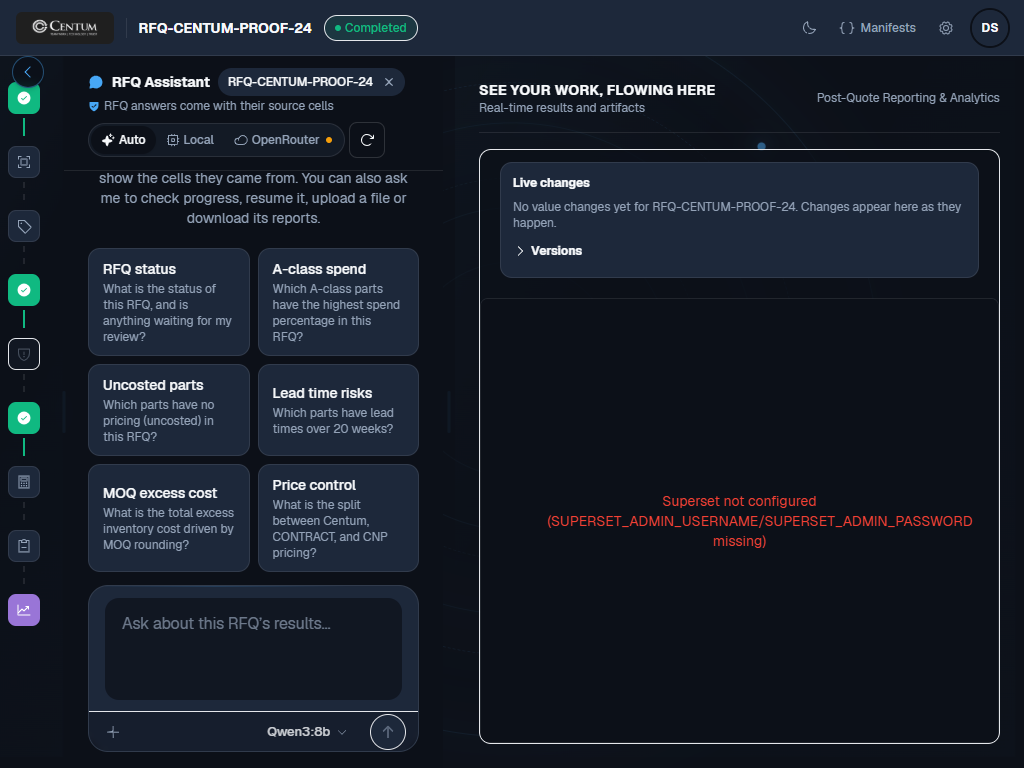 CENTUM
RFQ-CENTUM-PROOF-24
Completed
Manifests
DS
RFQ Assistant
RFQ-CENTUM-PROOF-24
RFQ answers come with their source cells
Auto
Local
OpenRouter
show the cells they came from. You can also ask
me to check progress, resume it, upload a file or
download its reports.
RFQ status
What is the status of
this RFQ, and is
anything waiting for my
review?
A-class spend
Which A-class parts
have the highest spend
percentage in this
RFQ?
Uncosted parts
Which parts have no
pricing (uncosted) in
this RFQ?
Lead time risks
Which parts have lead
times over 20 weeks?
MOQ excess cost
What is the total excess
inventory cost driven by
MOQ rounding?
Price control
What is the split
between Centum,
CONTRACT, and CNP
pricing?
Ask about this RFQ's results...
Qwen3:8b
SEE YOUR WORK, FLOWING HERE
Real-time results and artifacts
Post-Quote Reporting & Analytics
Live changes
No value changes yet for RFQ-CENTUM-PROOF-24. Changes appear here as they
happen.
Versions
Superset not configured
(SUPERSET_ADMIN_USERNAME/SUPERSET_ADMIN_PASSWORD
missing)